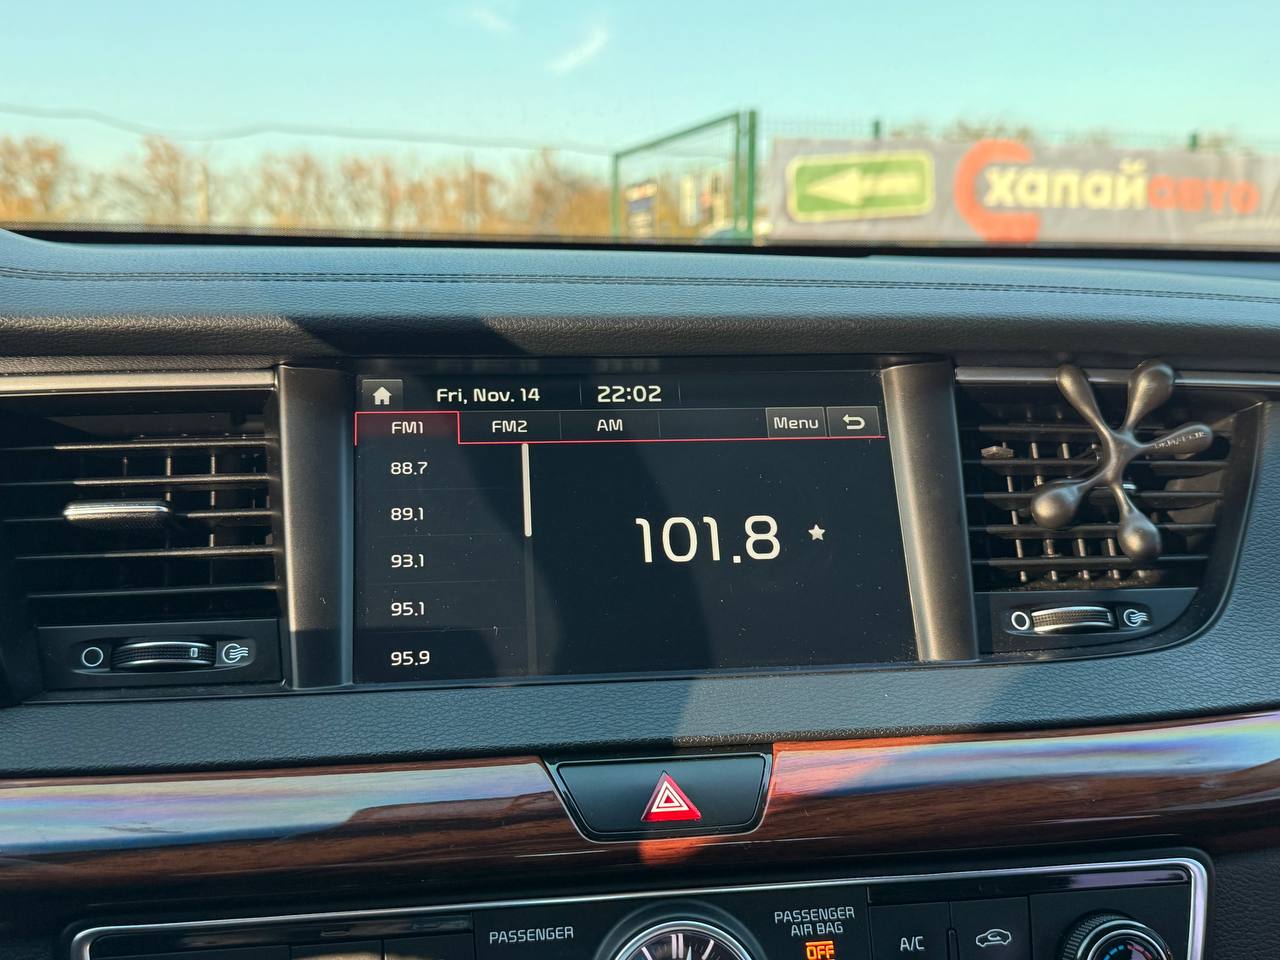 хапайавто
Fri, Nov. 14
22:02
FM1
FM2
AM
Menu
88.7
89.1
93.1
95.1
95.9
101.8
PASSENGER
PASSENGER
AIR BAG
OFF
A/C